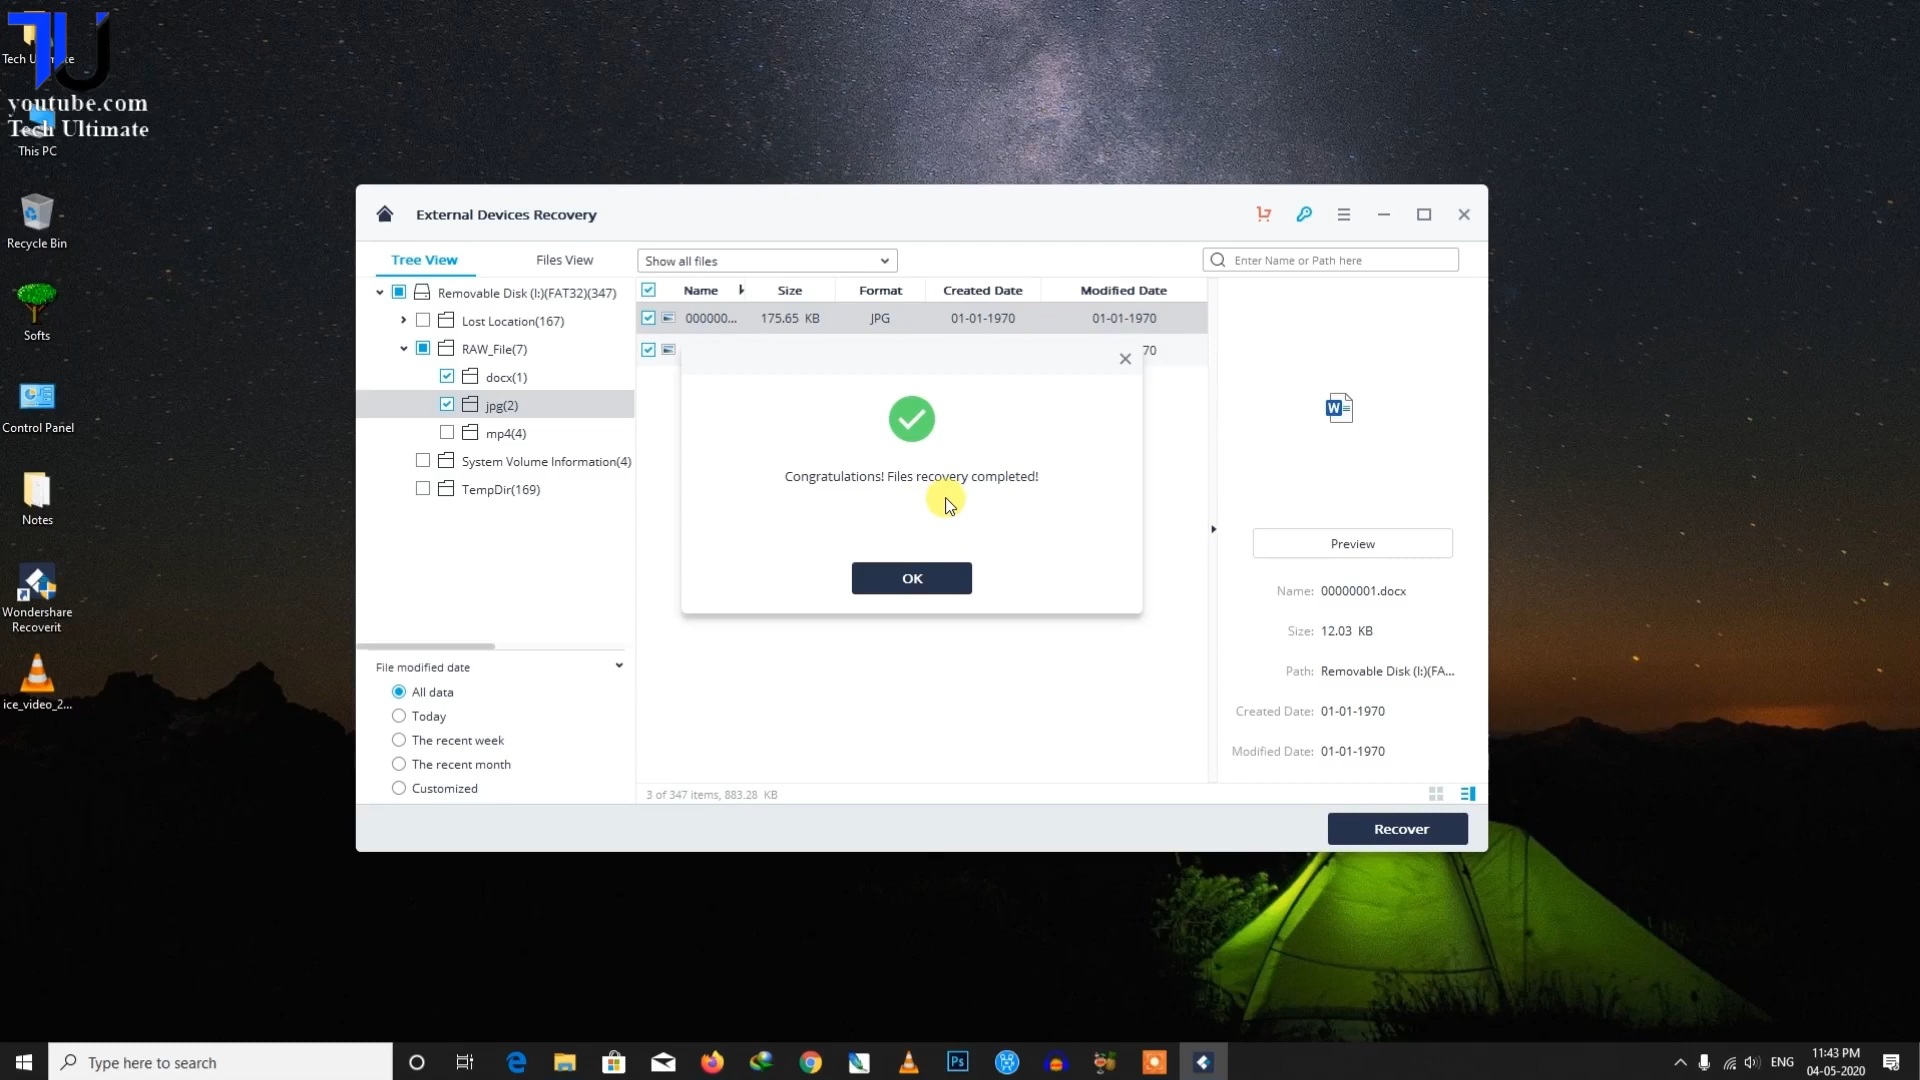 Tech U
youtube.com
Tech Ultimate
This PC
Recycle Bin
Softs
Control Panel
Notes
Wondershare
Recoverit
ice_video_2...
External Devices Recovery
Tree View
Files View
Show all files
Enter Name or Path here
Removable Disk (I:)(FAT32)(347)
Lost Location(167)
RAW_File(7)
docx(1)
jpg(2)
mp4(4)
System Volume Information(4)
TempDir(169)
File modified date
All data
Today
The recent week
The recent month
Customized
Name Size Format Created Date Modified Date
000000... 175.65 KB JPG 01-01-1970 01-01-1970
70
Congratulations! Files recovery completed!
OK
3 of 347 items, 883.28 KB
W
Preview
Name: 00000001.docx
Size: 12.03 KB
Path: Removable Disk (I:)(FA...
Created Date: 01-01-1970
Modified Date: 01-01-1970
Recover
Type here to search
Ps
ENG
11:43 PM
04-05-2020